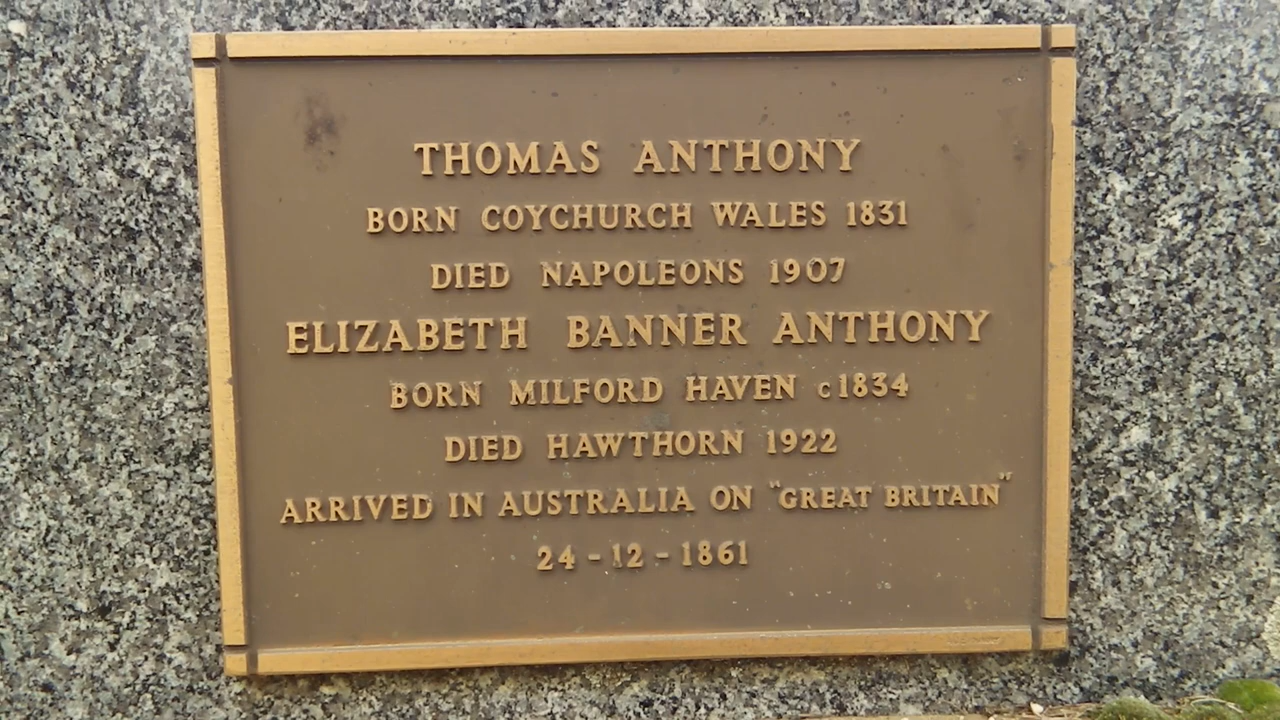 THOMAS ANTHONY
BORN COYCHURCH WALES 1831
DIED NAPOLEONS 1907
ELIZABETH BANNER ANTHONY
BORN MILFORD HAVEN c1834
DIED HAWTHORN 1922
ARRIVED IN AUSTRALIA ON "GREAT BRITAIN"
24-12-1861